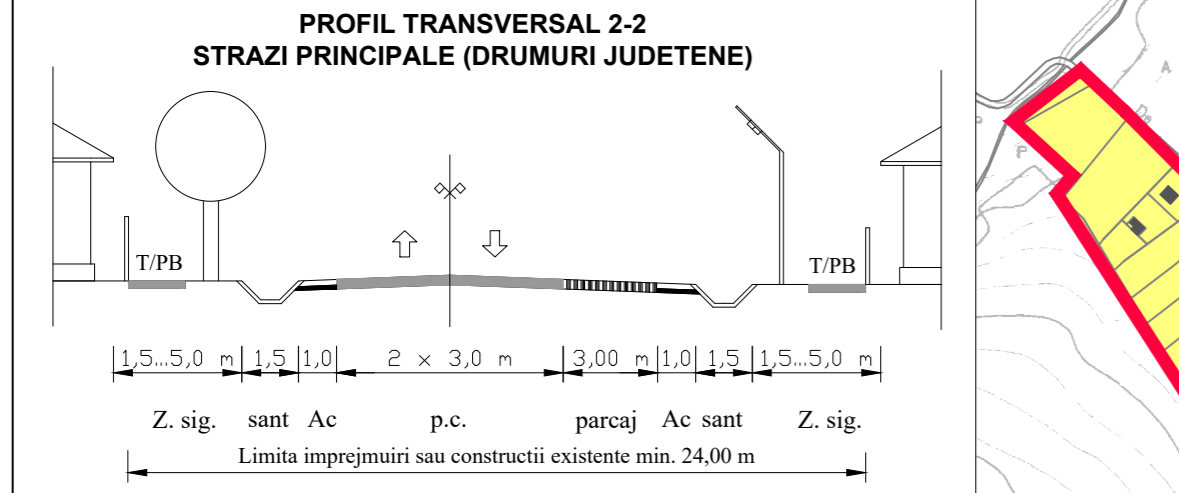 PROFIL TRANSVERSAL 2-2
STRAZI PRINCIPALE (DRUMURI JUDETENE)
T/PB T/PB
1,5...5,0 m 1,5 1,0 2 x 3,0 m 3,00 m 1,0 1,5 1,5...5,0 m
Z. sig. sant Ac p.c. parcaj Ac sant Z. sig.
Limita imprejmuiri sau constructii existente min. 24,00 m
A
P